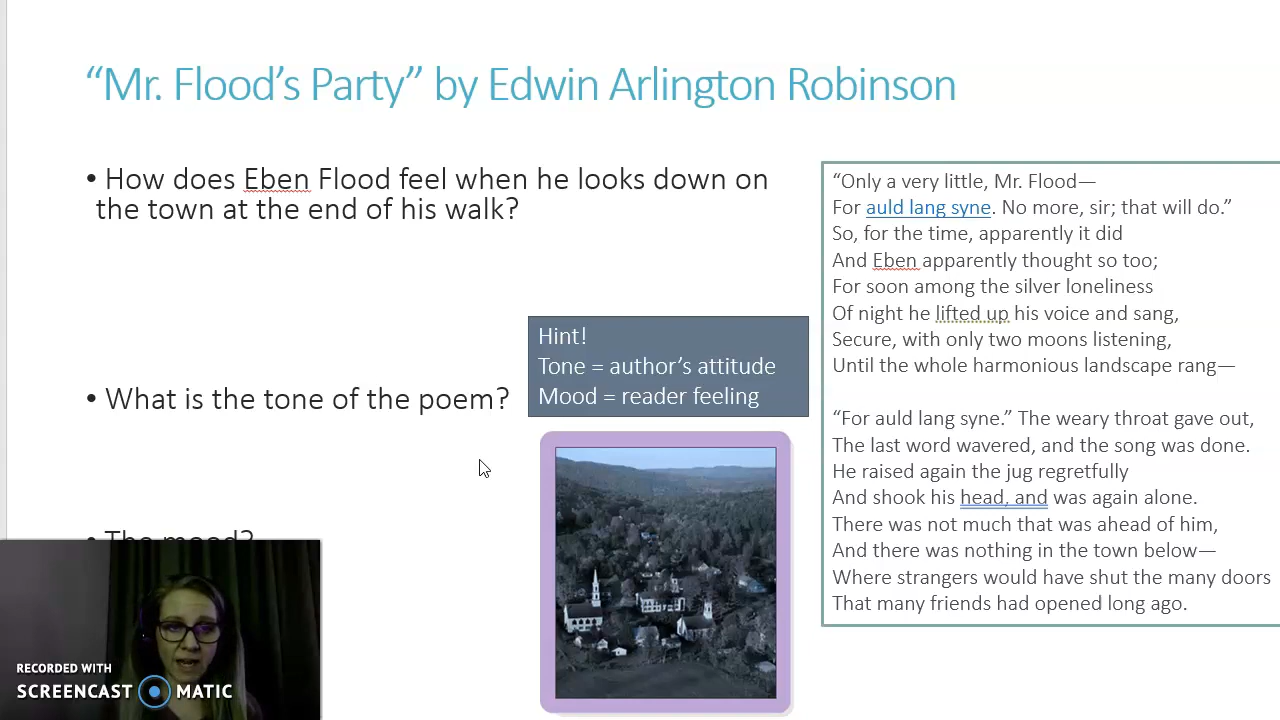 “Mr. Flood’s Party” by Edwin Arlington Robinson
• How does Eben Flood feel when he looks down on
the town at the end of his walk?
Hint!
Tone = author’s attitude
Mood = reader feeling
• What is the tone of the poem?
• The mood?
“Only a very little, Mr. Flood—
For auld lang syne. No more, sir; that will do.”
So, for the time, apparently it did
And Eben apparently thought so too;
For soon among the silver loneliness
Of night he lifted up his voice and sang,
Secure, with only two moons listening,
Until the whole harmonious landscape rang—
“For auld lang syne.” The weary throat gave out,
The last word wavered, and the song was done.
He raised again the jug regretfully
And shook his head, and was again alone.
There was not much that was ahead of him,
And there was nothing in the town below—
Where strangers would have shut the many doors
That many friends had opened long ago.
RECORDED WITH
SCREENCAST MATIC